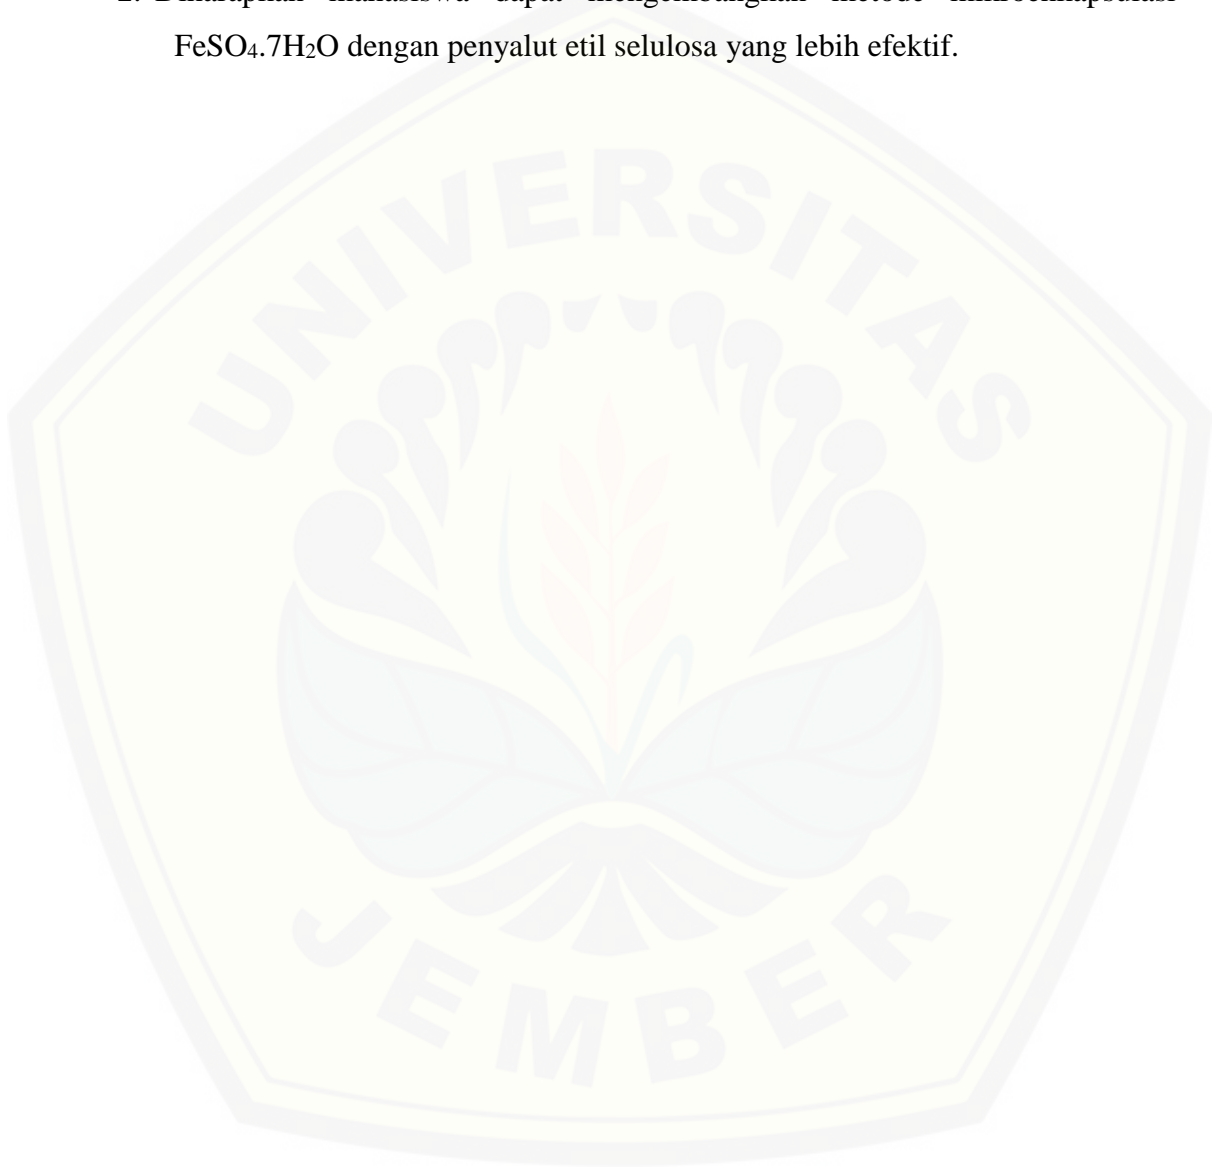 2. Diharapkan mahasiswa dapat mengembangkan metode mikroenkapsulasi
FeSO₄.7H₂O dengan penyalut etil selulosa yang lebih efektif.
UNIVERSITAS
JEMBER